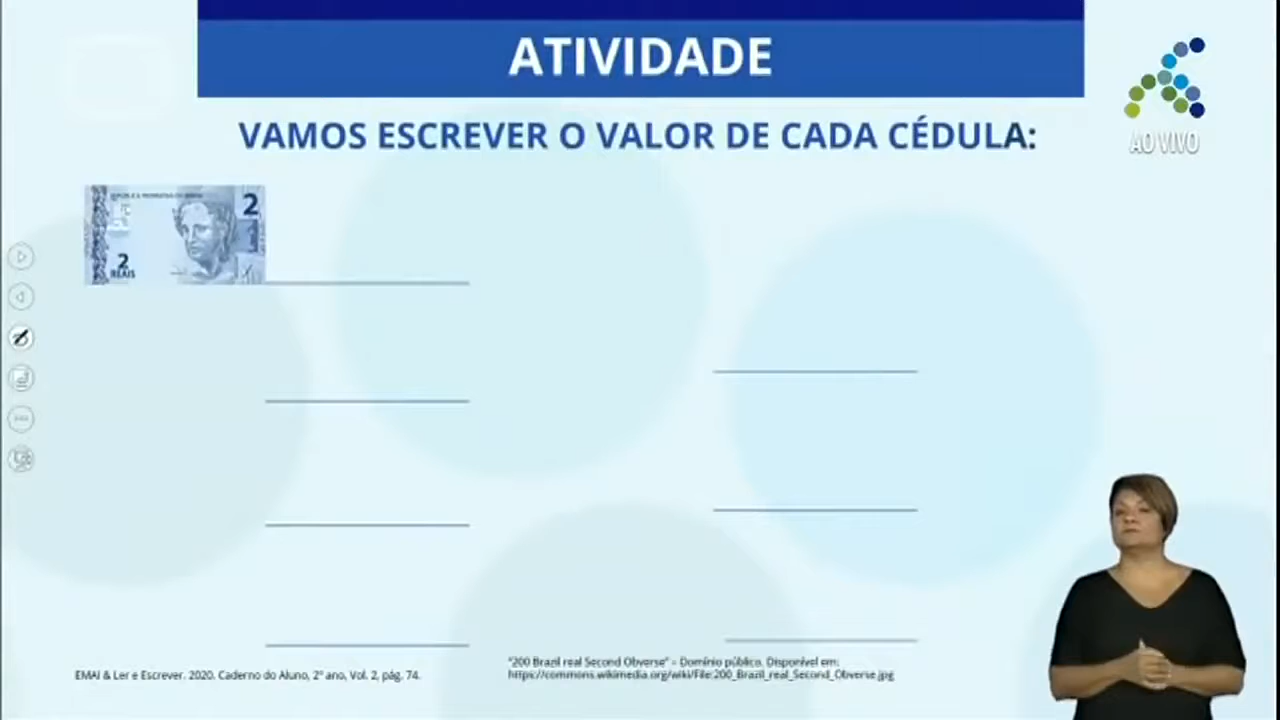 ATIVIDADE
AO VIVO
VAMOS ESCREVER O VALOR DE CADA CÉDULA:
2
2
REAIS
EMAI & Ler e Escrever. 2020. Caderno do Aluno, 2º ano, Vol. 2, pág. 74.
"200 Brazil real Second Obverse" – Domínio público. Disponível em:
https://commons.wikimedia.org/wiki/File:200_Brazil_real_Second_Obverse.jpg